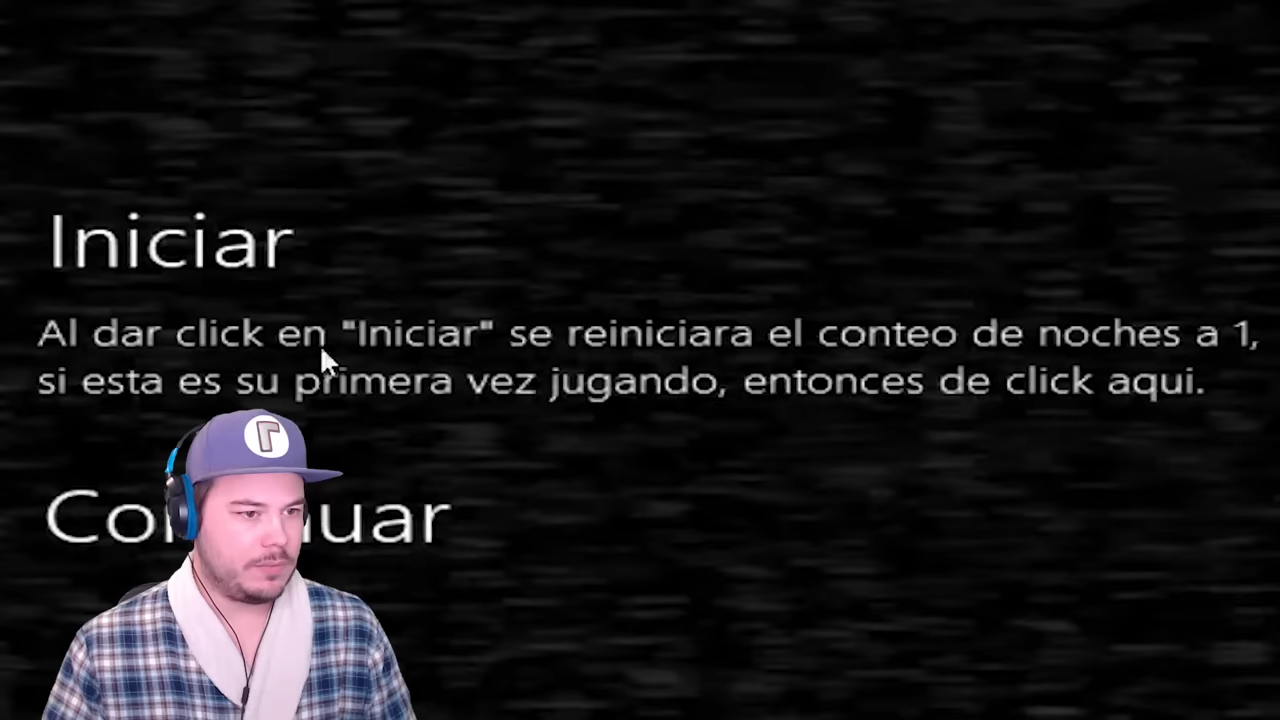 Iniciar
Al dar click en "Iniciar" se reiniciara el conteo de noches a 1,
si esta es su primera vez jugando, entonces de click aqui.